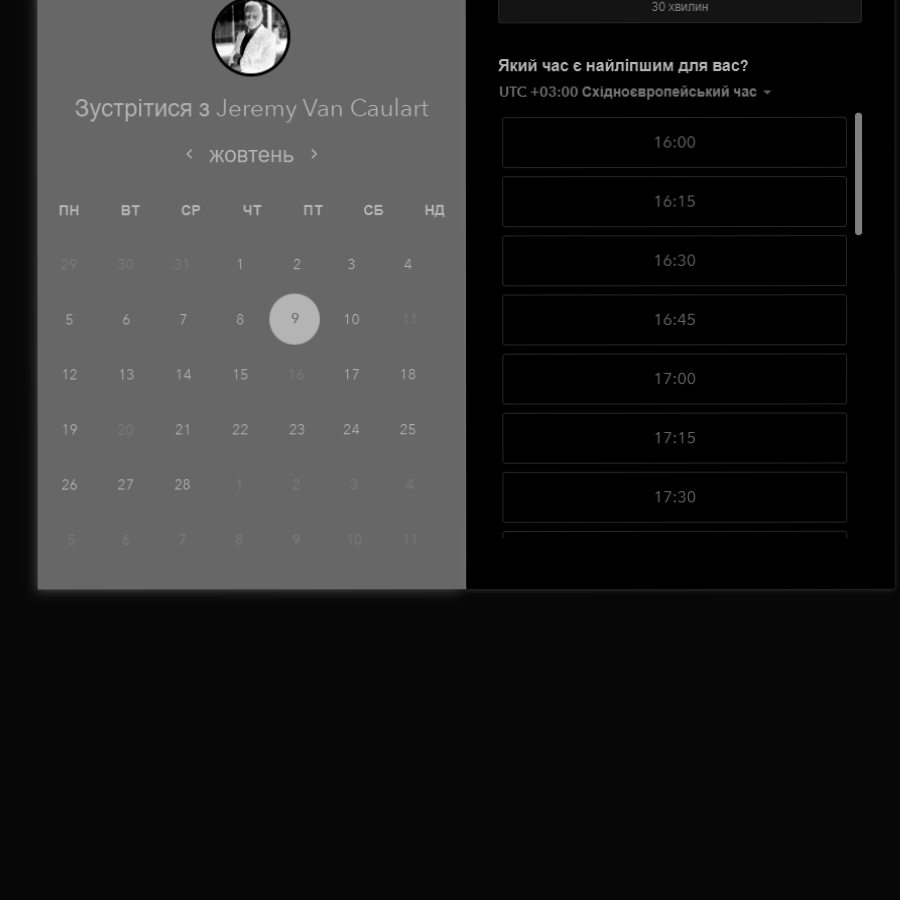 Зустрітися з Jeremy Van Caulart
жовтень
ПН ВТ СР ЧТ ПТ СБ НД
29 30 31 1 2 3 4
5 6 7 8 9 10 11
12 13 14 15 16 17 18
19 20 21 22 23 24 25
26 27 28 1 2 3 4
5 6 7 8 9 10 11
30 хвилин
Який час є найліпшим для вас?
UTC +03:00 Східноєвропейський час
16:00
16:15
16:30
16:45
17:00
17:15
17:30